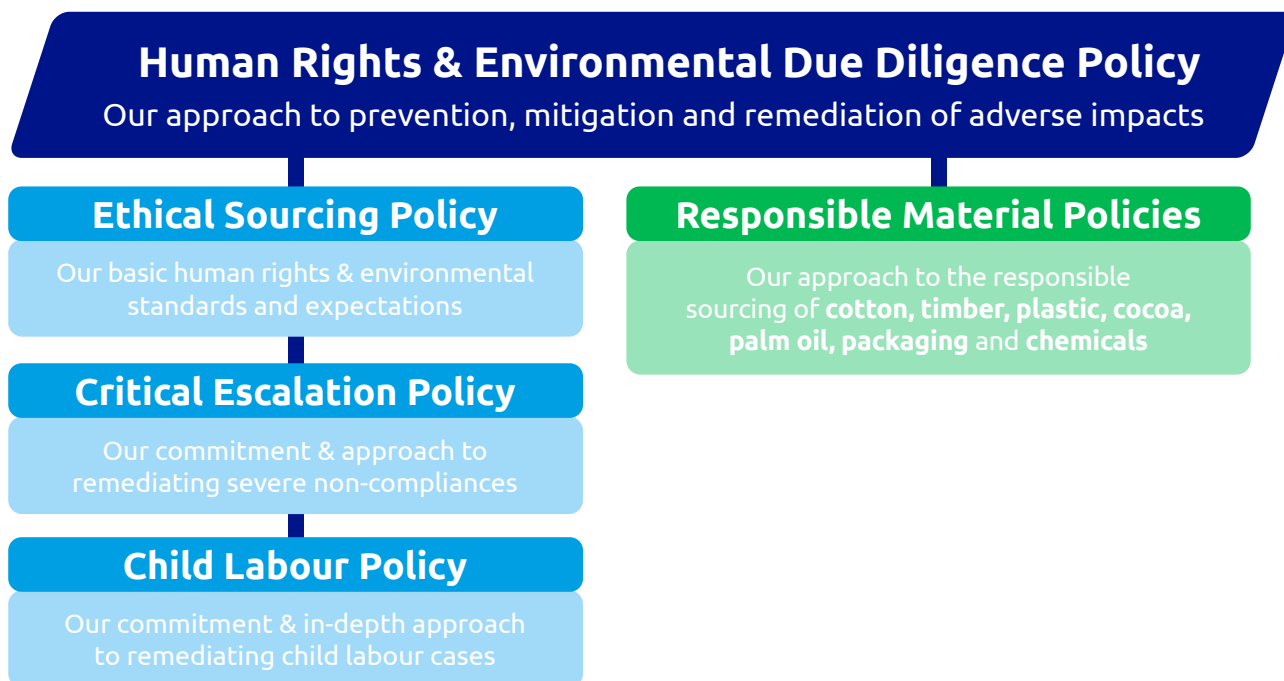 Human Rights & Environmental Due Diligence Policy
Our approach to prevention, mitigation and remediation of adverse impacts
Ethical Sourcing Policy
Our basic human rights & environmental
standards and expectations
Critical Escalation Policy
Our commitment & approach to
remediating severe non-compliances
Child Labour Policy
Our commitment & in-depth approach
to remediating child labour cases
Responsible Material Policies
Our approach to the responsible
sourcing of cotton, timber, plastic, cocoa,
palm oil, packaging and chemicals